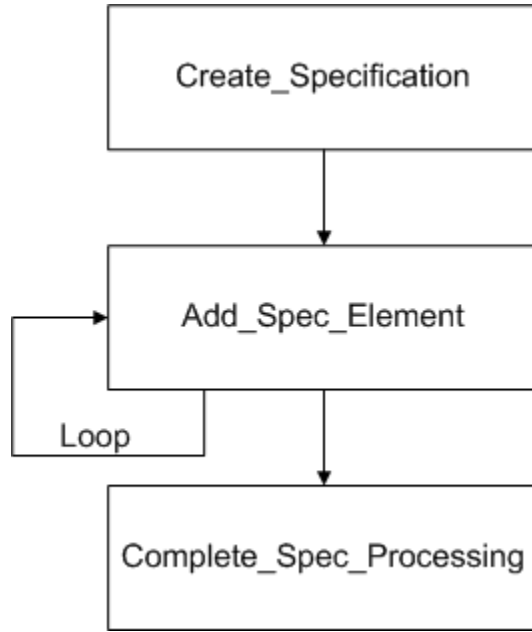 Create_Specification
Add_Spec_Element
Loop
Complete_Spec_Processing